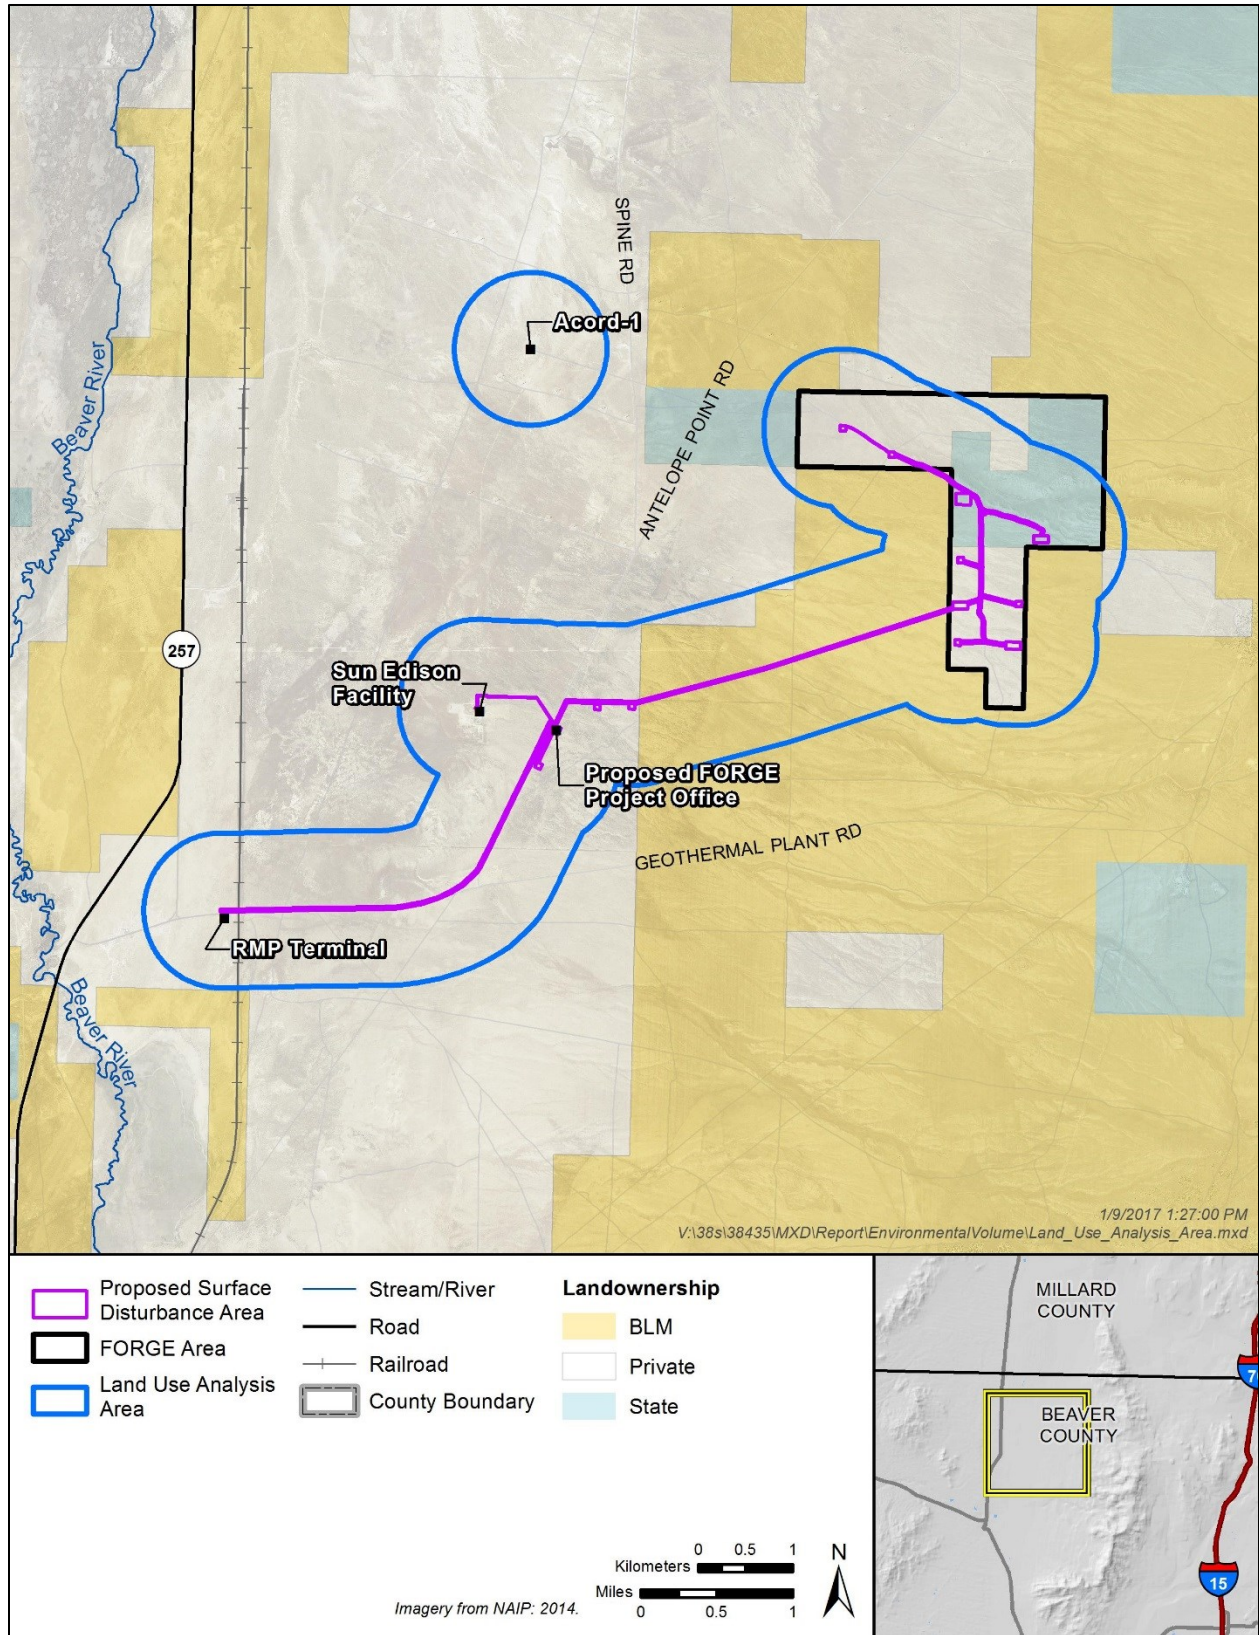 SPINE RD
Acord-1
Beaver River
ANTELOPE POINT RD
257
Sun Edison
Facility
Proposed FORGE
Project Office
GEOTHERMAL PLANT RD
RMP Terminal
Beaver River
1/9/2017 1:27:00 PM
V:\38s\38435\MXD\Report\EnvironmentalVolume\Land_Use_Analysis_Area.mxd
Proposed Surface
Disturbance Area
FORGE Area
Land Use Analysis
Area
Stream/River
Road
Railroad
County Boundary
Landownership
BLM
Private
State
0 0.5 1
Kilometers
Miles
0 0.5 1
N
Imagery from NAIP: 2014.
MILLARD
COUNTY
7
BEAVER
COUNTY
15